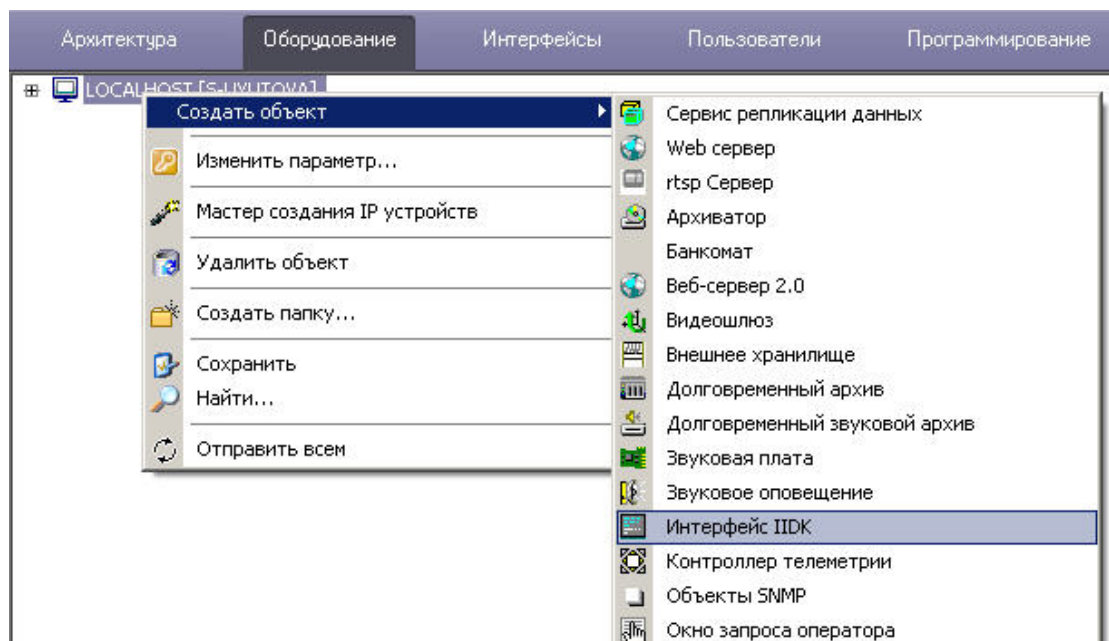 Архитектура Оборудование Интерфейсы Пользователи Программирование
LOCALHOST [S-LIYUTOVA]
Создать объект
Изменить параметр...
Мастер создания IP устройств
Удалить объект
Создать папку...
Сохранить
Найти...
Отправить всем
Сервис репликации данных
Web сервер
rtsp Сервер
Архиватор
Банкомат
Веб-сервер 2.0
Видеошлюз
Внешнее хранилище
Долговременный архив
Долговременный звуковой архив
Звуковая плата
Звуковое оповещение
Интерфейс IIDK
Контроллер телеметрии
Объекты SNMP
Окно запроса оператора